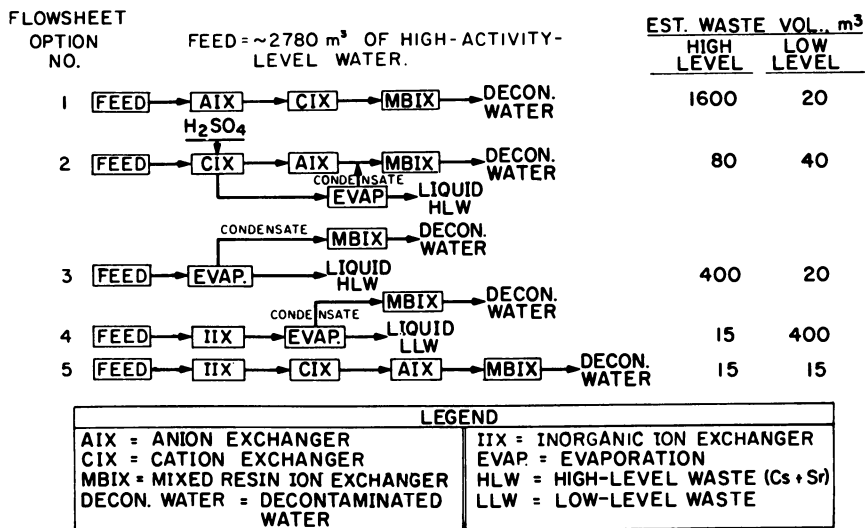 FLOWSHEET OPTION NO.
FEED = ~2780 m³ OF HIGH-ACTIVITY-LEVEL WATER.
EST. WASTE VOL., m³
HIGH LEVEL LOW LEVEL
1 FEED AIX CIX MBIX DECON. WATER 1600 20
H₂SO₄
2 FEED CIX AIX MBIX DECON. WATER 80 40
CONDENSATE
EVAP. LIQUID HLW
CONDENSATE MBIX DECON. WATER
3 FEED EVAP. LIQUID HLW 400 20
CONDENSATE MBIX DECON. WATER
4 FEED IIX EVAP. LIQUID LLW 15 400
5 FEED IIX CIX AIX MBIX DECON. WATER 15 15
LEGEND
AIX = ANION EXCHANGER
CIX = CATION EXCHANGER
MBIX = MIXED RESIN ION EXCHANGER
DECON. WATER = DECONTAMINATED
WATER
IIX = INORGANIC ION EXCHANGER
EVAP. = EVAPORATION
HLW = HIGH-LEVEL WASTE (Cs + Sr)
LLW = LOW-LEVEL WASTE